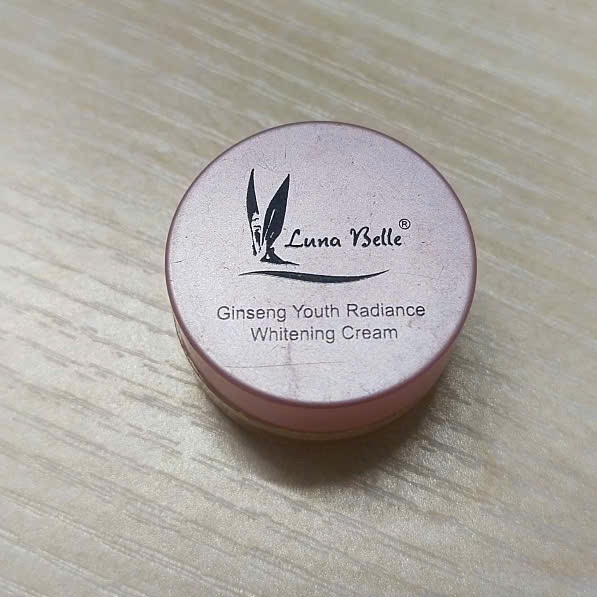 Luna Belle®
Ginseng Youth Radiance
Whitening Cream